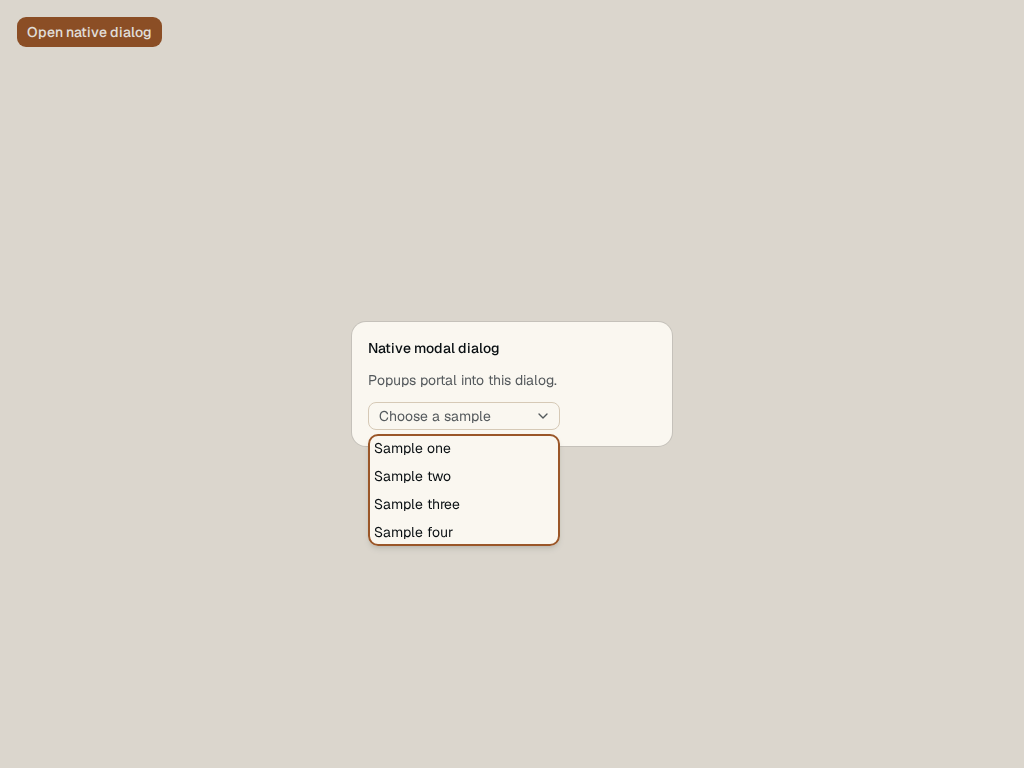 Open native dialog
Native modal dialog
Popups portal into this dialog.
Choose a sample
Sample one
Sample two
Sample three
Sample four